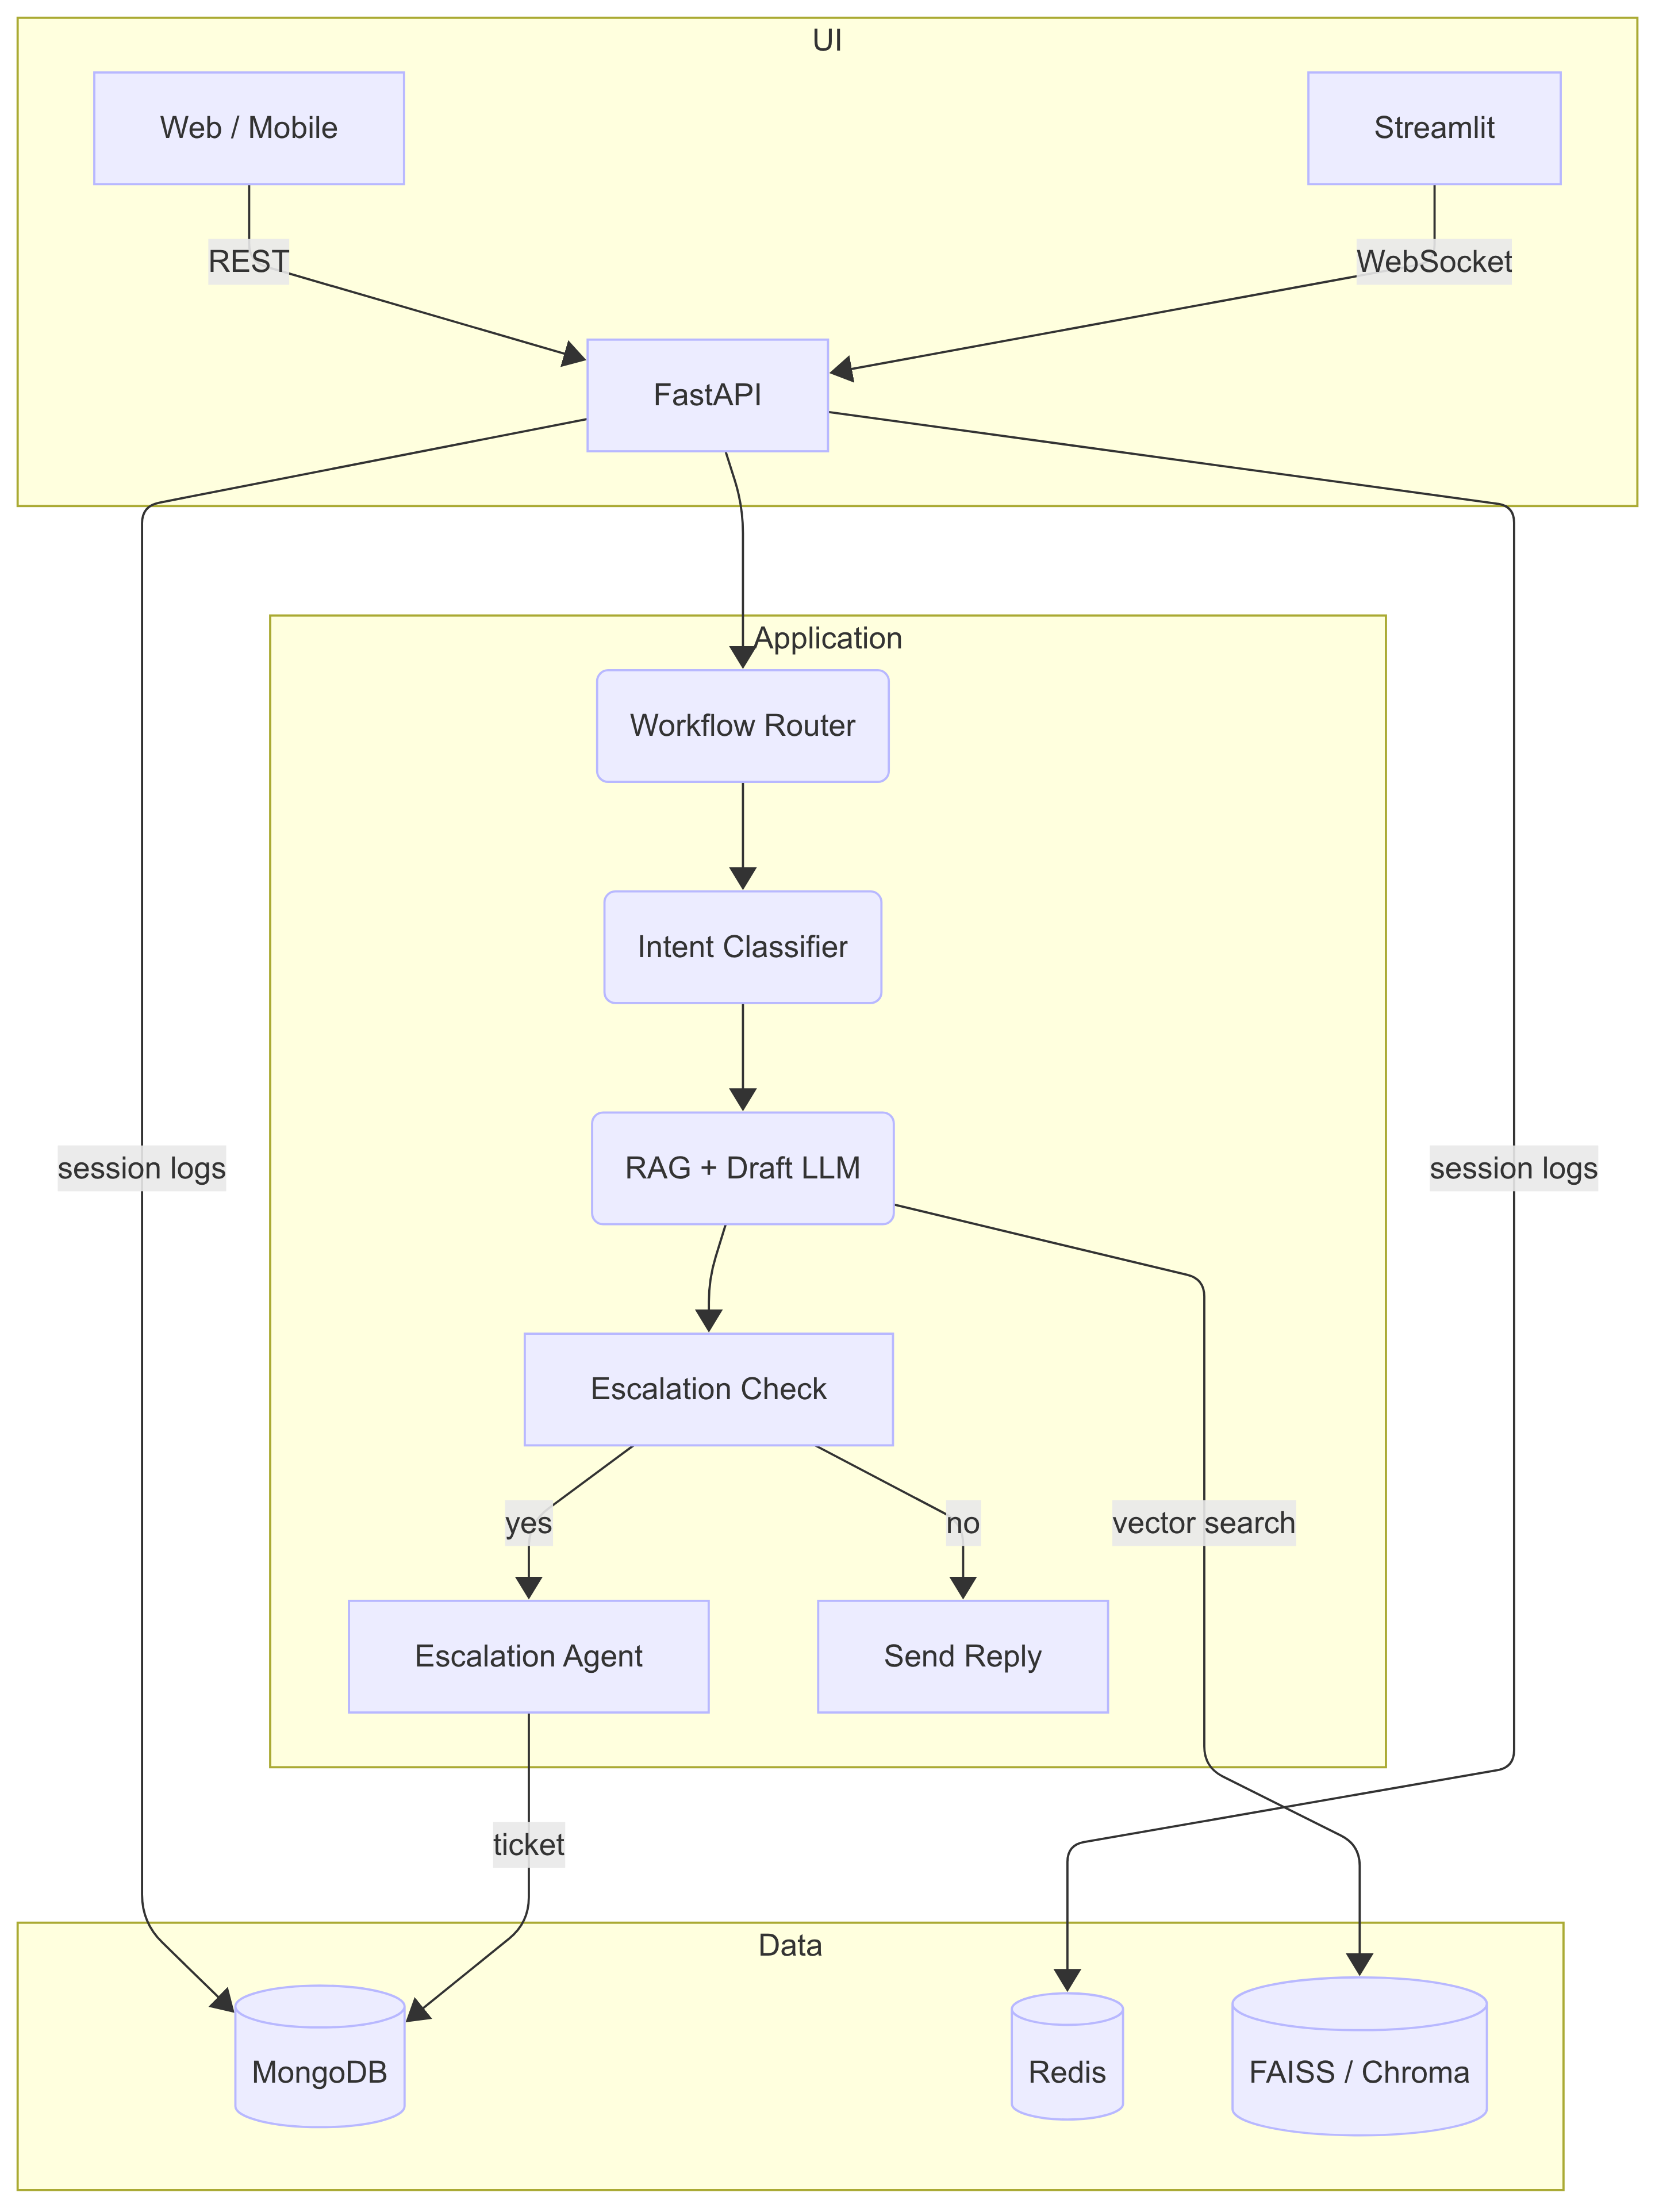 UI
Web / Mobile
Streamlit
REST
WebSocket
FastAPI
Application
Workflow Router
Intent Classifier
session logs
RAG + Draft LLM
session logs
Escalation Check
yes
no
vector search
Escalation Agent
Send Reply
ticket
Data
MongoDB
Redis
FAISS / Chroma